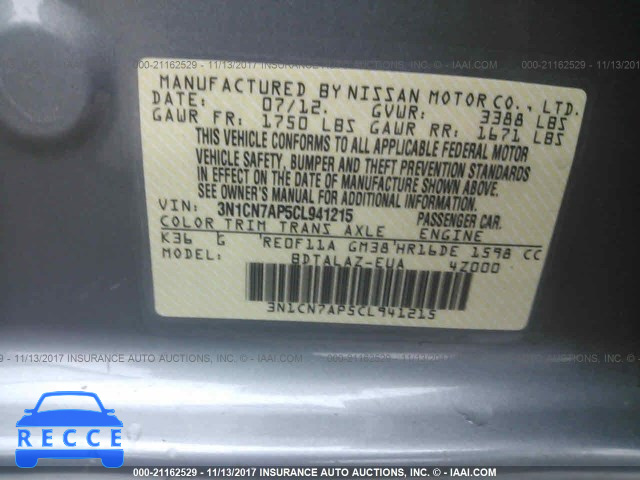 000-21162529 - 11/13/2017 INSURANCE AUTO AUCTIONS - © - IAAI.COM
MANUFACTURED BY NISSAN MOTOR CO., LTD.
DATE: 07/12. GVWR: 3388 LBS
GAWR FR: 1750 LBS GAWR RR: 1671 LBS
THIS VEHICLE CONFORMS TO ALL APPLICABLE FEDERAL MOTOR
VEHICLE SAFETY, BUMPER AND THEFT PREVENTION STANDARDS
IN EFFECT ON THE DATE OF MANUFACTURE SHOWN ABOVE.
SEE OWNER'S MANUAL FOR ADDITIONAL INFORMATION.
VIN: 3N1CN7AP5CL941215 PASSENGER CAR.
COLOR TRIM TRANS AXLE ENGINE
K36 G RE0F11A GM38 HR16DE 1598 CC
MODEL: BDTALAZ-EUA 4Z000
3N1CN7AP5CL941215
000-21162529 - 11/13/2017 INSURANCE AUTO AUCTIONS - © - IAAI.COM
RECCE
000-21162529 - 11/13/2017 INSURANCE AUTO AUCTIONS - © - IAAI.COM